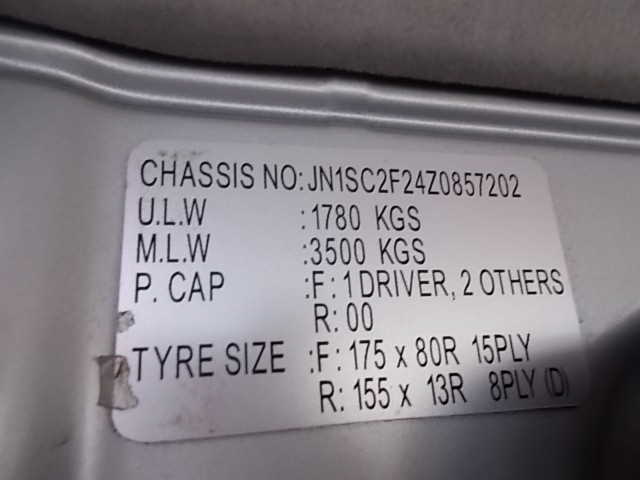 CHASSIS NO: JN1SC2F24Z0857202
U.L.W :1780 KGS
M.L.W :3500 KGS
P. CAP :F: 1 DRIVER, 2 OTHERS
R: 00
TYRE SIZE :F: 175 x 80R 15PLY
R: 155 x 13R 8PLY (D)